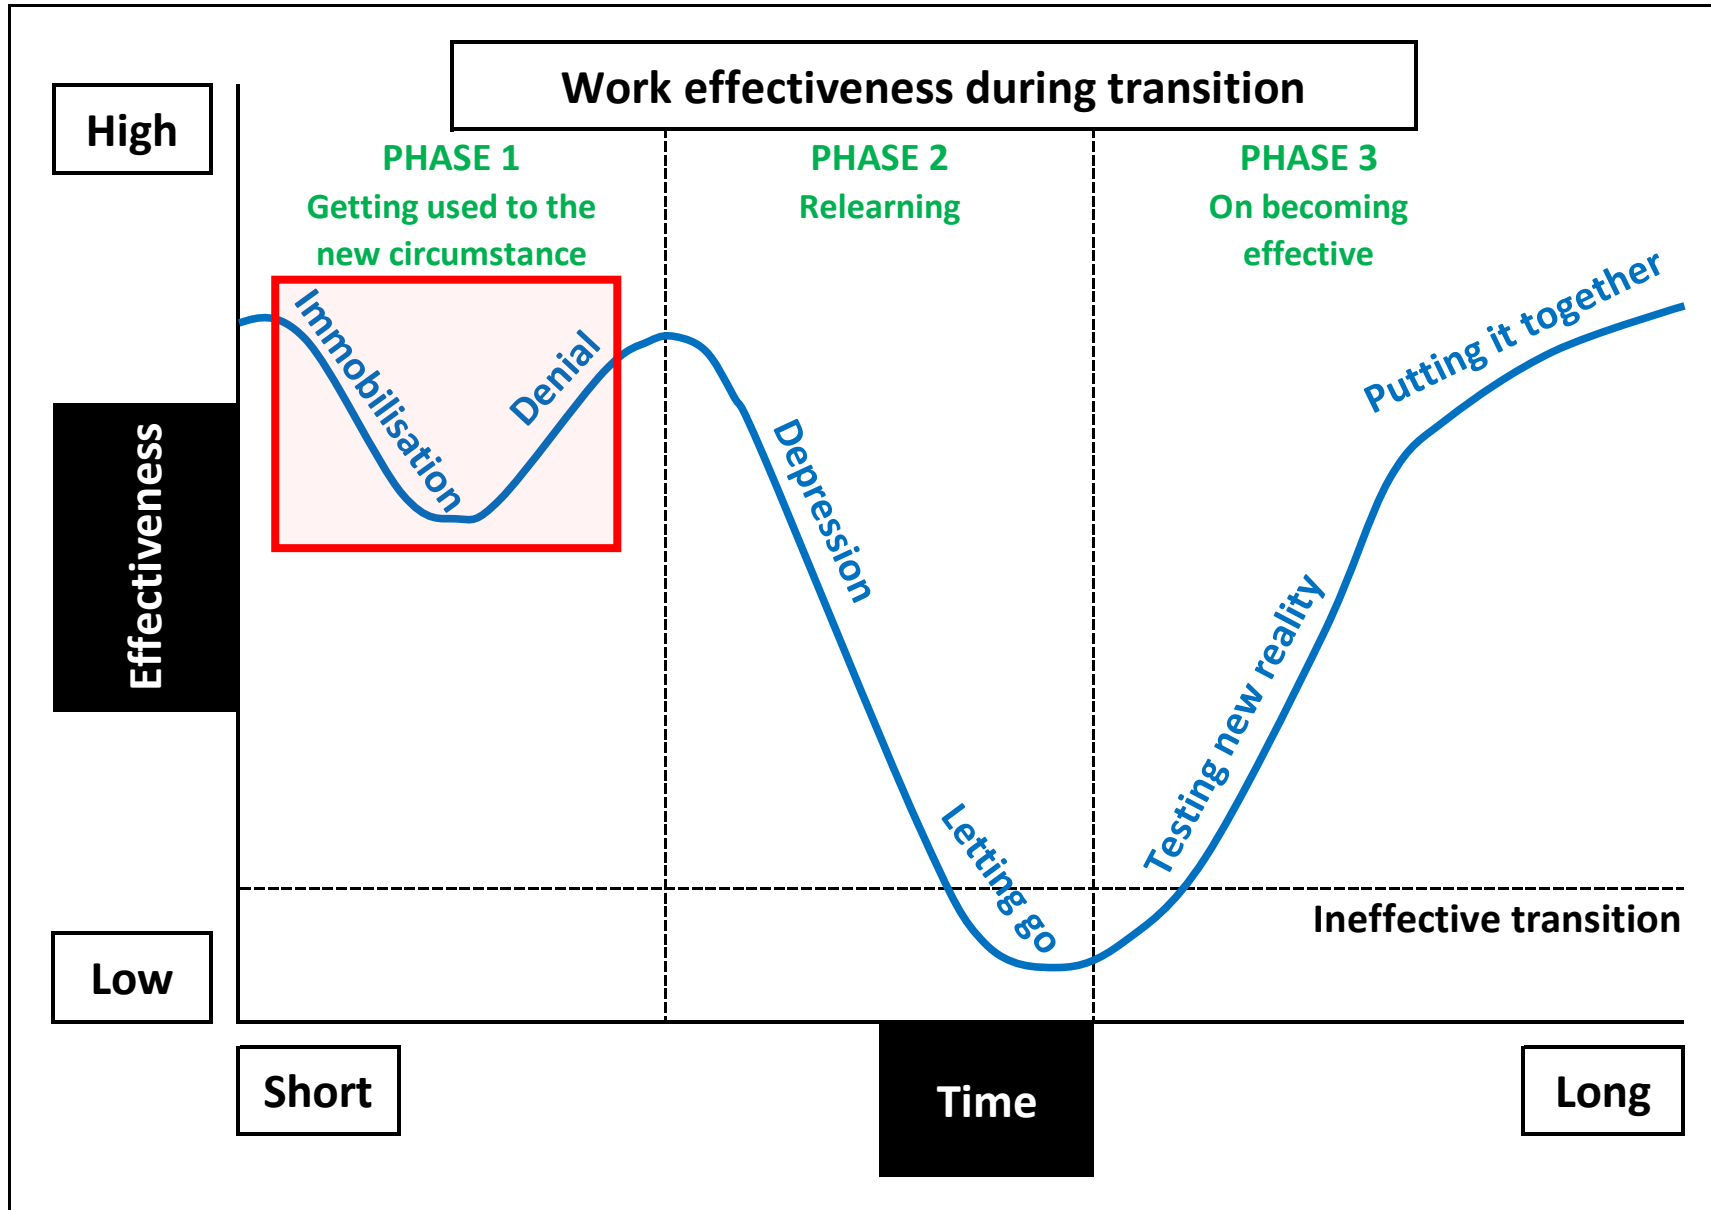 Work effectiveness during transition
High
PHASE 1
Getting used to the
new circumstance
PHASE 2
Relearning
PHASE 3
On becoming
effective
Immobilisation
Denial
Depression
Letting go
Testing new reality
Putting it together
Effectiveness
Ineffective transition
Low
Short
Time
Long